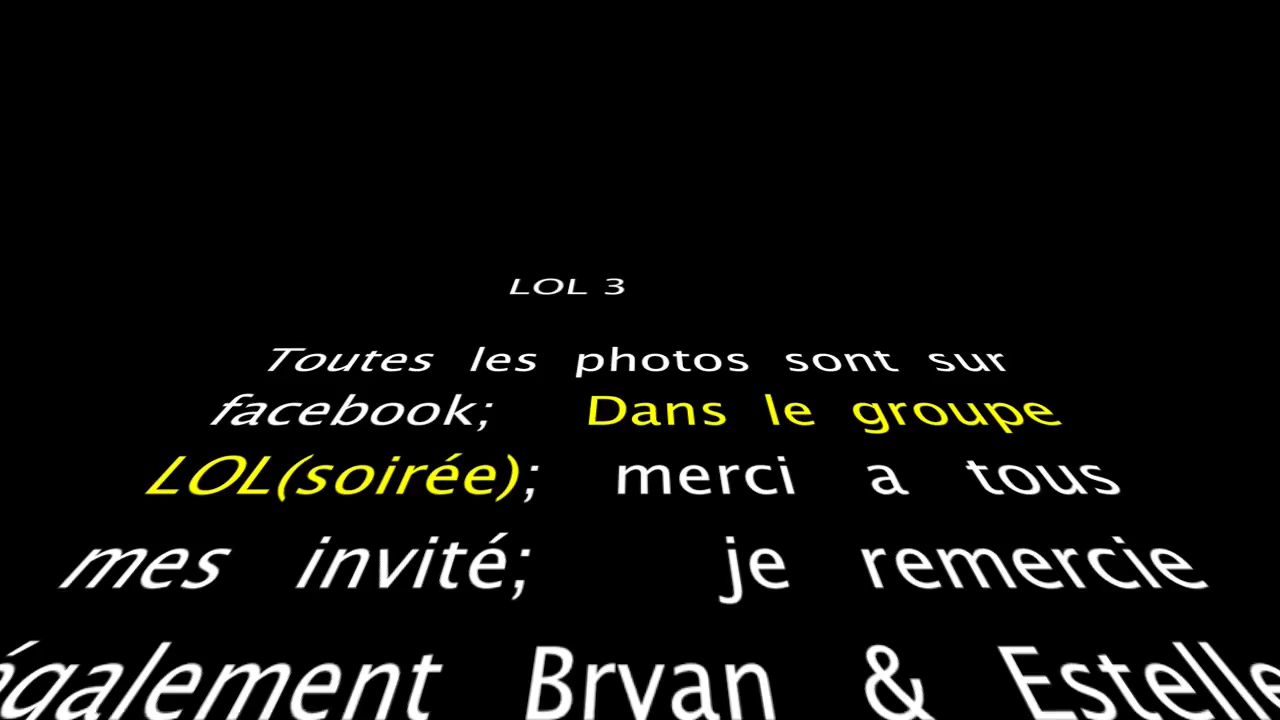 LOL 3
Toutes les photos sont sur
facebook; Dans le groupe
LOL(soirée); merci a tous
mes invité; je remercie
également Bryan & Estelle